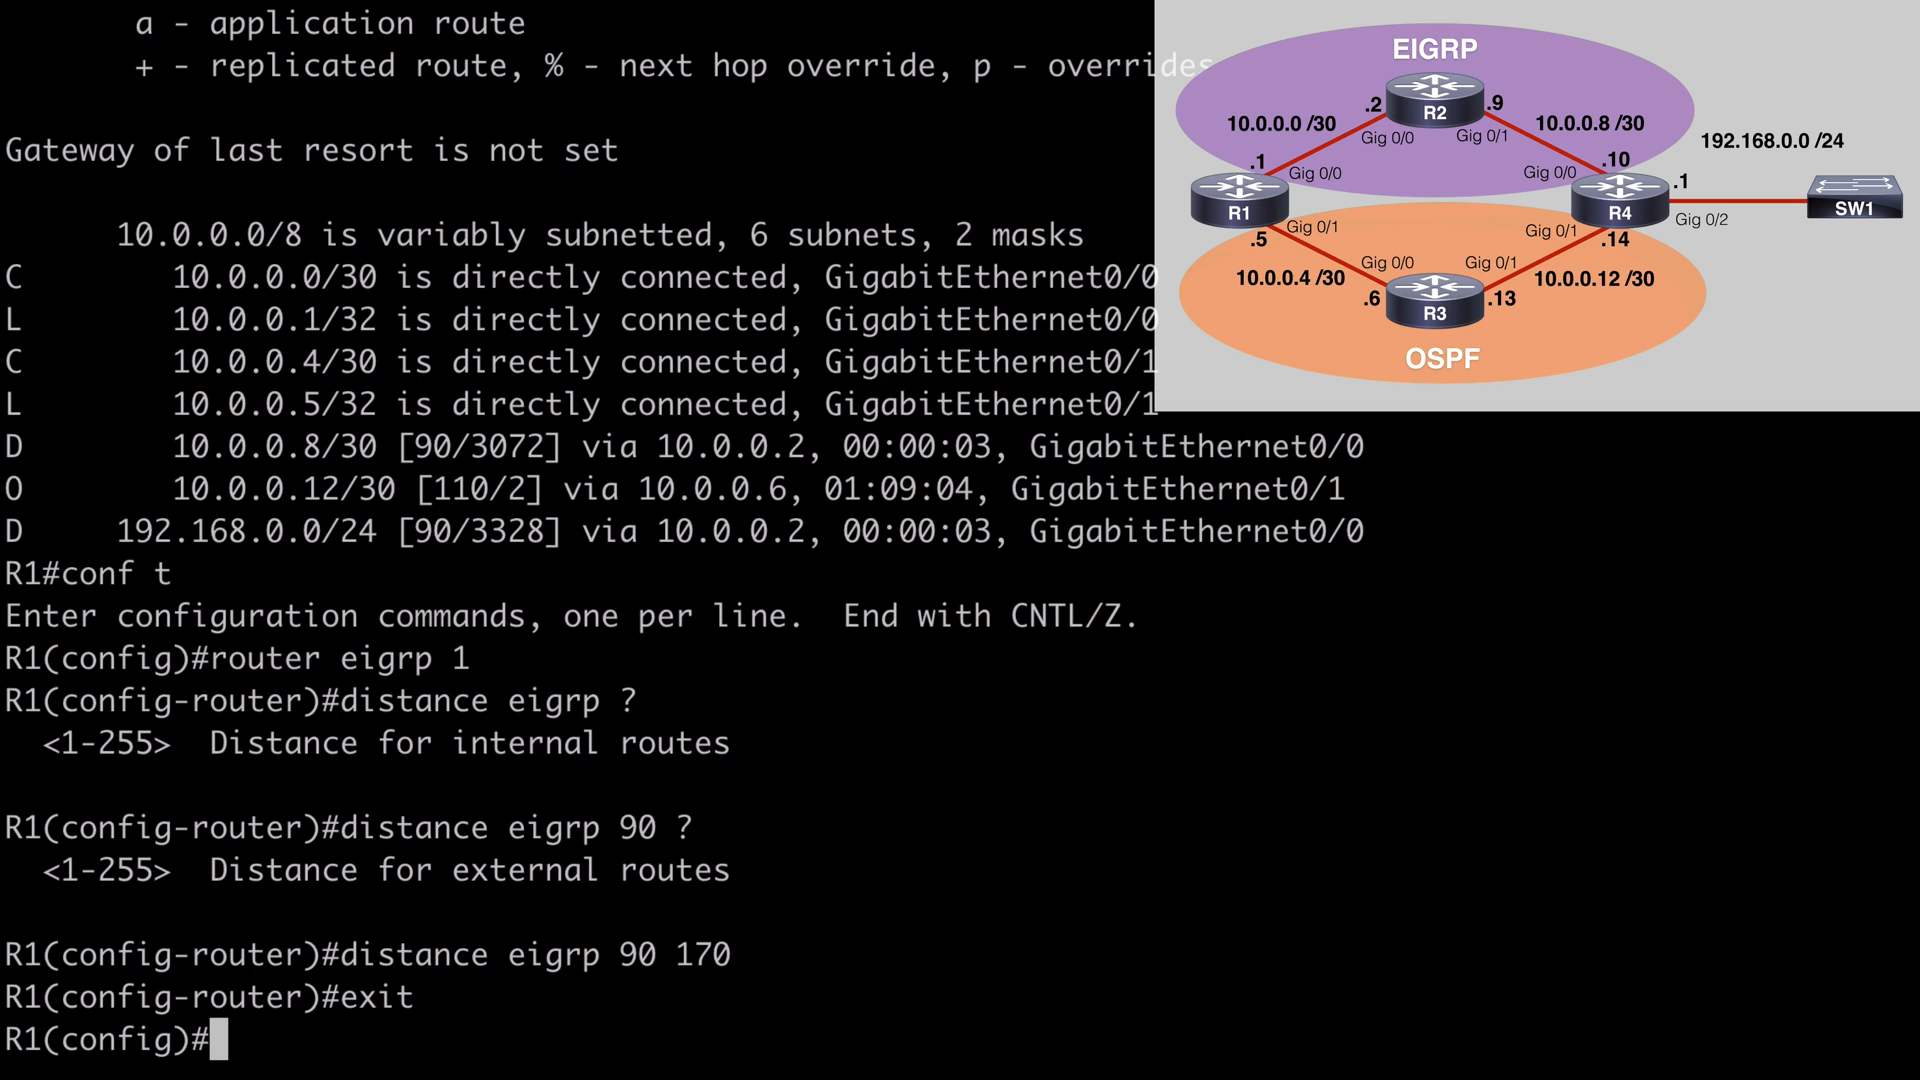 a - application route
+ - replicated route, % - next hop override, p - overrides
Gateway of last resort is not set
10.0.0.0/8 is variably subnetted, 6 subnets, 2 masks
C 10.0.0.0/30 is directly connected, GigabitEthernet0/0
L 10.0.0.1/32 is directly connected, GigabitEthernet0/0
C 10.0.0.4/30 is directly connected, GigabitEthernet0/1
L 10.0.0.5/32 is directly connected, GigabitEthernet0/1
D 10.0.0.8/30 [90/3072] via 10.0.0.2, 00:00:03, GigabitEthernet0/0
O 10.0.0.12/30 [110/2] via 10.0.0.6, 01:09:04, GigabitEthernet0/1
D 192.168.0.0/24 [90/3328] via 10.0.0.2, 00:00:03, GigabitEthernet0/0
R1#conf t
Enter configuration commands, one per line.  End with CNTL/Z.
R1(config)#router eigrp 1
R1(config-router)#distance eigrp ?
<1-255>  Distance for internal routes
R1(config-router)#distance eigrp 90 ?
<1-255>  Distance for external routes
R1(config-router)#distance eigrp 90 170
R1(config-router)#exit
R1(config)#
EIGRP
.2
R2
.9
10.0.0.0 /30
Gig 0/0
Gig 0/1
10.0.0.8 /30
192.168.0.0 /24
.1
Gig 0/0
Gig 0/0
.10
.1
R1
R4
SW1
Gig 0/2
.5
Gig 0/1
Gig 0/1
.14
10.0.0.4 /30
Gig 0/0
Gig 0/1
10.0.0.12 /30
.6
R3
.13
OSPF